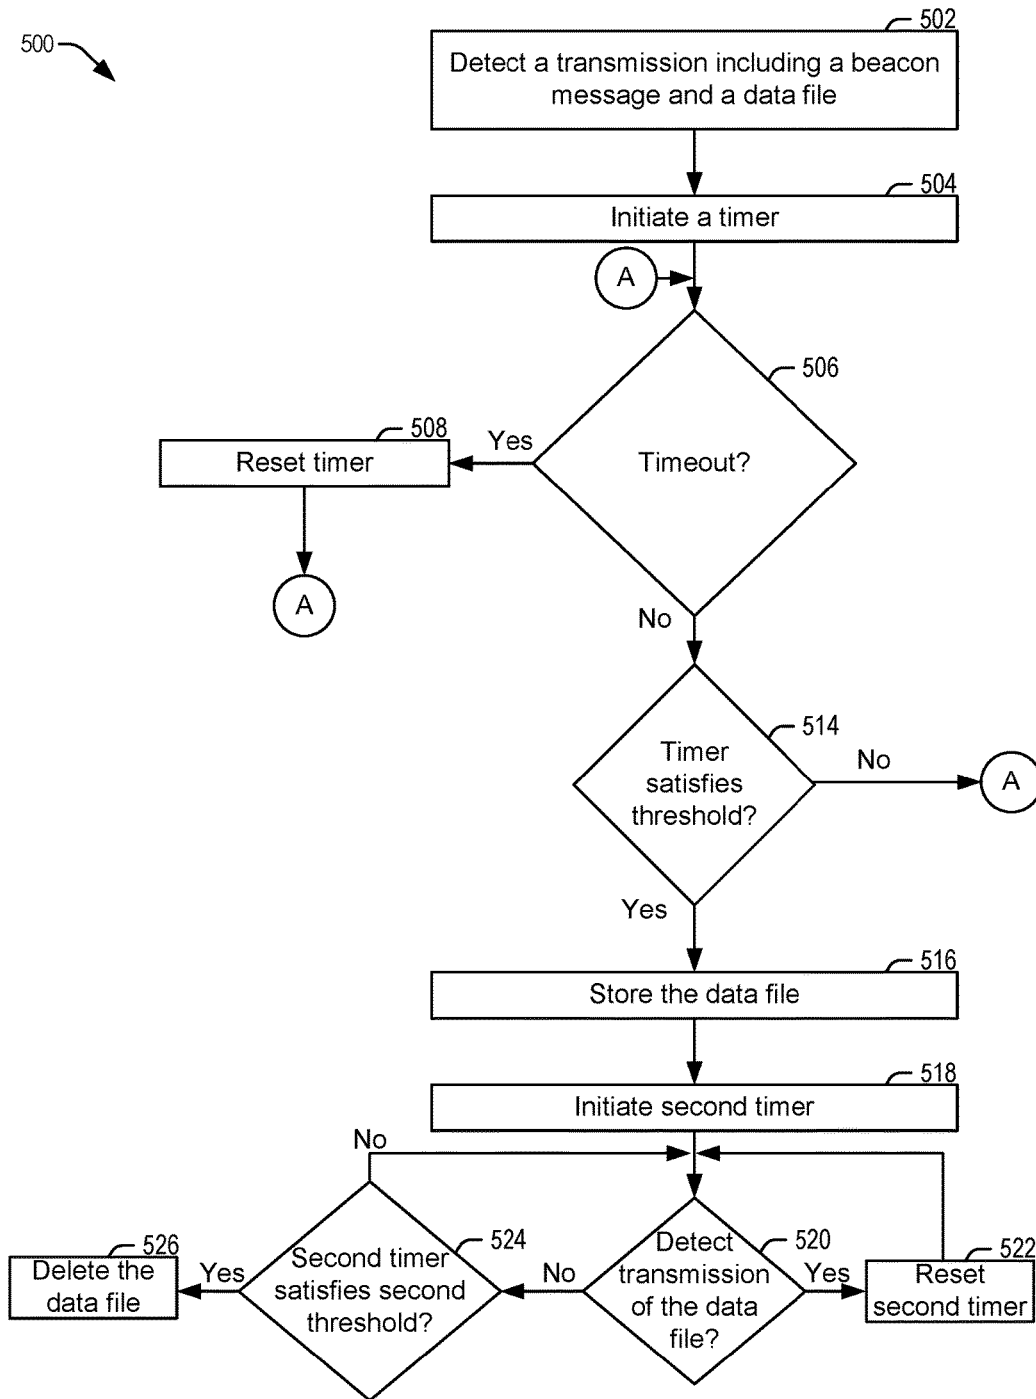 500
502
Detect a transmission including a beacon
message and a data file
504
Initiate a timer
A
506
Timeout?
Yes
508
Reset timer
A
No
514
Timer
satisfies
threshold?
No
A
Yes
516
Store the data file
518
Initiate second timer
No
520
Detect
transmission
of the data
file?
Yes
522
Reset
second timer
No
524
Second timer
satisfies second
threshold?
Yes
526
Delete the
data file